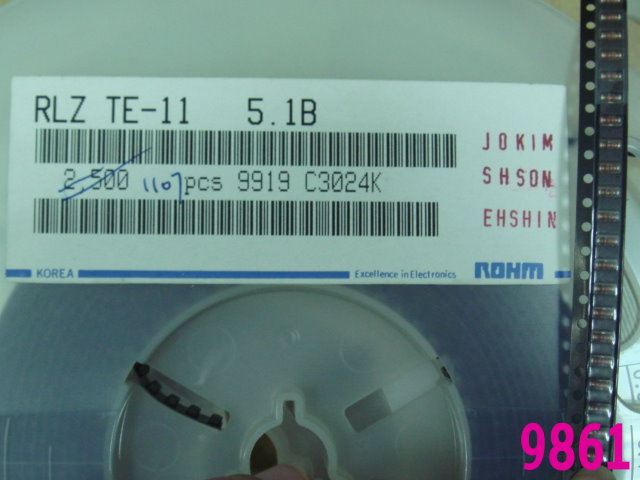 RLZ TE-11 5.1B
JOKIM
2,500 1107 pcs 9919 C3024K
SHSON
EHSHIN
KOREA Excellence in Electronics ROHM
9861